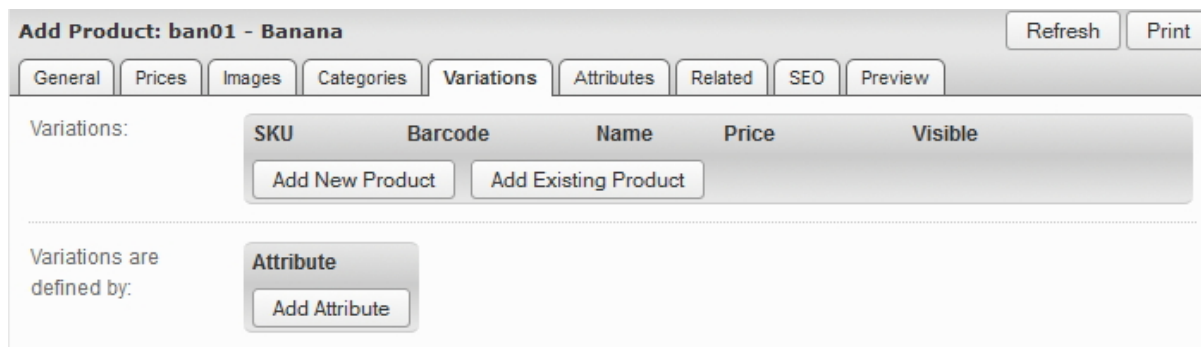 Add Product: ban01 - Banana Refresh Print
General Prices Images Categories Variations Attributes Related SEO Preview
Variations: SKU Barcode Name Price Visible
Add New Product Add Existing Product
Variations are defined by: Attribute
Add Attribute